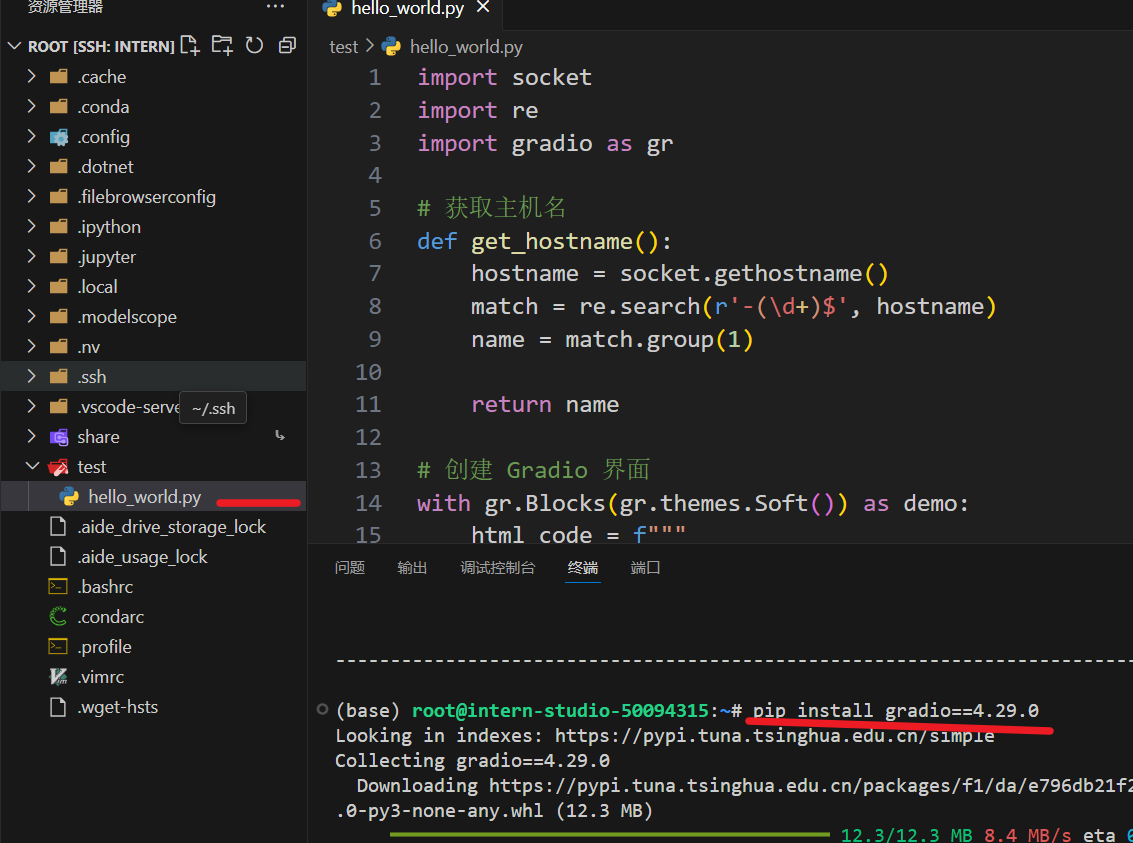 资源管理器
ROOT [SSH: INTERN]
.cache
.conda
.config
.dotnet
.filebrowserconfig
.ipython
.jupyter
.local
.modelscope
.nv
.ssh
.vscode-serve
~/.ssh
share
test
hello_world.py
.aide_drive_storage_lock
.aide_usage_lock
.bashrc
.condarc
.profile
.vimrc
.wget-hsts
hello_world.py
test > hello_world.py
1 import socket
2 import re
3 import gradio as gr
4
5 # 获取主机名
6 def get_hostname():
7 hostname = socket.gethostname()
8 match = re.search(r'-(\d+)$', hostname)
9 name = match.group(1)
10
11 return name
12
13 # 创建 Gradio 界面
14 with gr.Blocks(gr.themes.Soft()) as demo:
15 html_code = f"""
问题 输出 调试控制台 终端 端口
(base) root@intern-studio-50094315:~# pip install gradio==4.29.0
Looking in indexes: https://pypi.tuna.tsinghua.edu.cn/simple
Collecting gradio==4.29.0
Downloading https://pypi.tuna.tsinghua.edu.cn/packages/f1/da/e796db21f2
.0-py3-none-any.whl (12.3 MB)
12.3/12.3 MB 8.4 MB/s eta 0